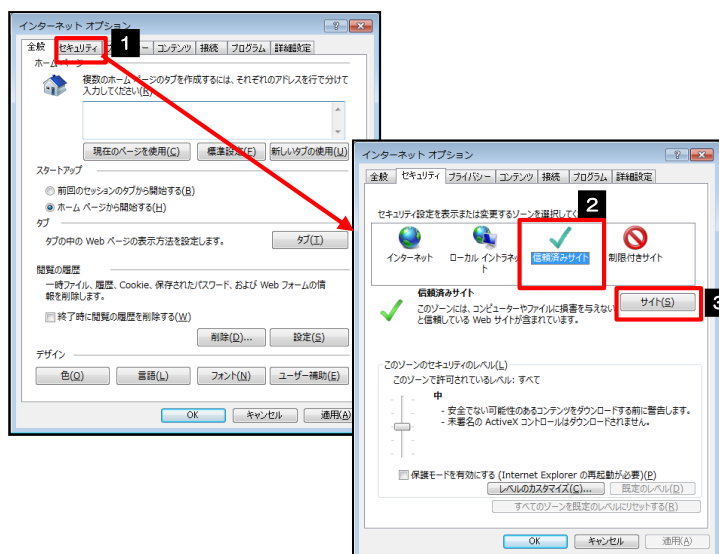 インターネット オプション
全般 セキュリティ コンテンツ 接続 プログラム 詳細設定
1
ホーム ページ
複数のホーム ページのタブを作成するには、それぞれのアドレスを行で分けて
入力してください(R)
現在のページを使用(C) 標準設定(F) 新しいタブの使用(U)
スタートアップ
前回のセッションのタブから開始する(B)
ホーム ページから開始する(H)
タブ
タブの中の Web ページの表示方法を設定します。 タブ(T)
閲覧の履歴
一時ファイル、履歴、Cookie、保存されたパスワード、および Web フォームの情
報を削除します。
終了時に閲覧の履歴を削除する(W)
削除(D)... 設定(S)
デザイン
色(O) 言語(L) フォント(N) ユーザー補助(E)
OK キャンセル 適用(A)
インターネット オプション
全般 セキュリティ プライバシー コンテンツ 接続 プログラム 詳細設定
セキュリティ設定を表示または変更するゾーンを選択して
2
インターネット ローカル イントラネッ
ト 信頼済みサイト 制限付きサイト
信頼済みサイト
このゾーンには、コンピューターやファイルに損害を与えない
と信頼している Web サイトが含まれています。
サイト(S)
3
このゾーンのセキュリティのレベル(L)
このゾーンで許可されているレベル: すべて
中
- 安全でない可能性のあるコンテンツをダウンロードする前に警告します。
- 未署名の ActiveX コントロールはダウンロードされません。
保護モードを有効にする (Internet Explorer の再起動が必要)(P)
レベルのカスタマイズ(C)... 既定のレベル(D)
すべてのゾーンを既定のレベルにリセットする(R)
OK キャンセル 適用(A)